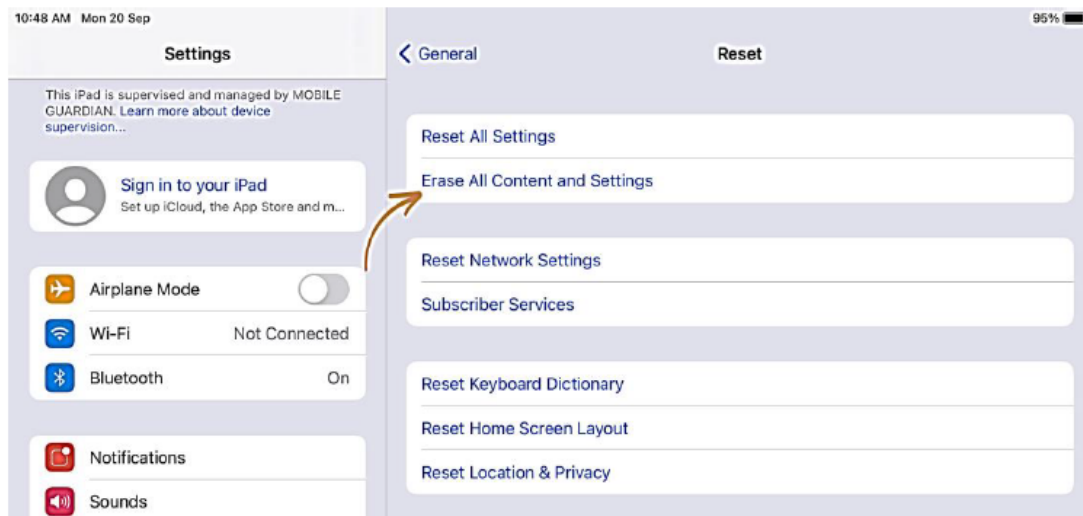 10:48 AM Mon 20 Sep
95%
Settings
This iPad is supervised and managed by MOBILE
GUARDIAN. Learn more about device
supervision...
Sign in to your iPad
Set up iCloud, the App Store and m...
Airplane Mode
Wi-Fi Not Connected
Bluetooth On
Notifications
Sounds
General Reset
Reset All Settings
Erase All Content and Settings
Reset Network Settings
Subscriber Services
Reset Keyboard Dictionary
Reset Home Screen Layout
Reset Location & Privacy